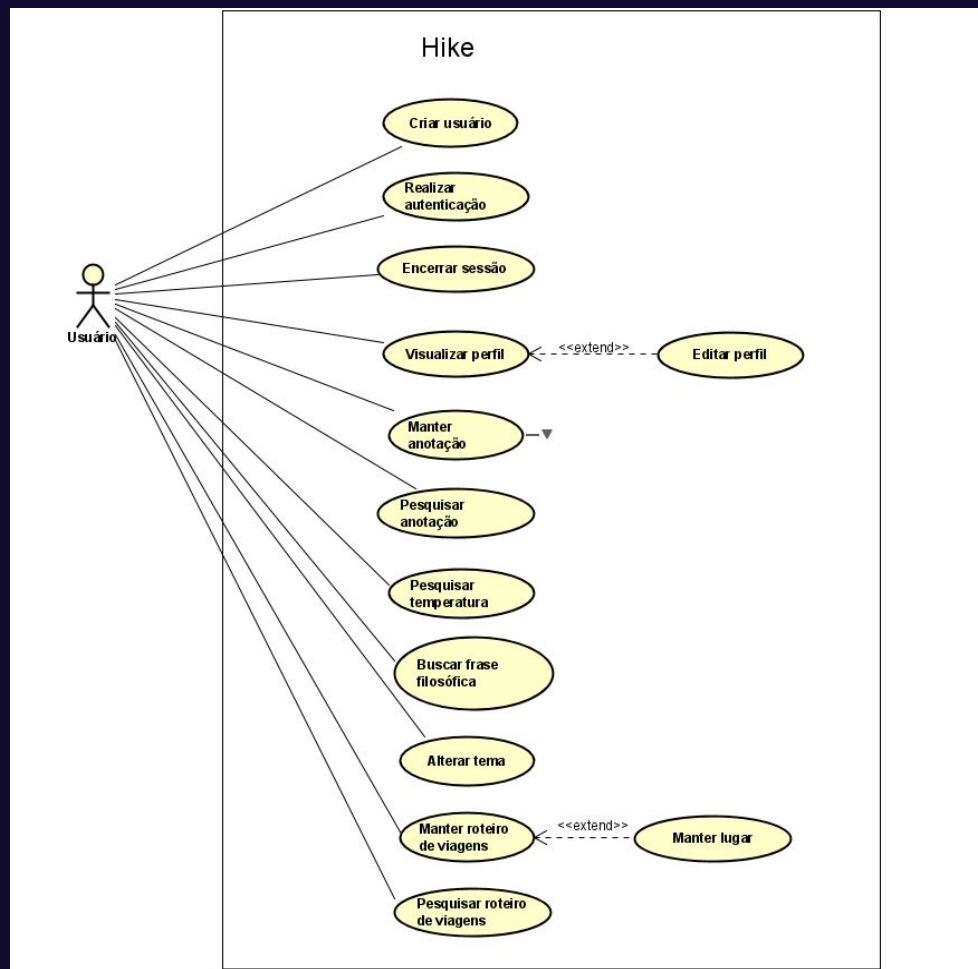 Hike
Criar usuário
Realizar
autenticação
Encerrar sessão
Usuário
Visualizar perfil
<<extend>>
Editar perfil
Manter
anotação
Pesquisar
anotação
Pesquisar
temperatura
Buscar frase
filosófica
Alterar tema
Manter roteiro
de viagens
<<extend>>
Manter lugar
Pesquisar roteiro
de viagens